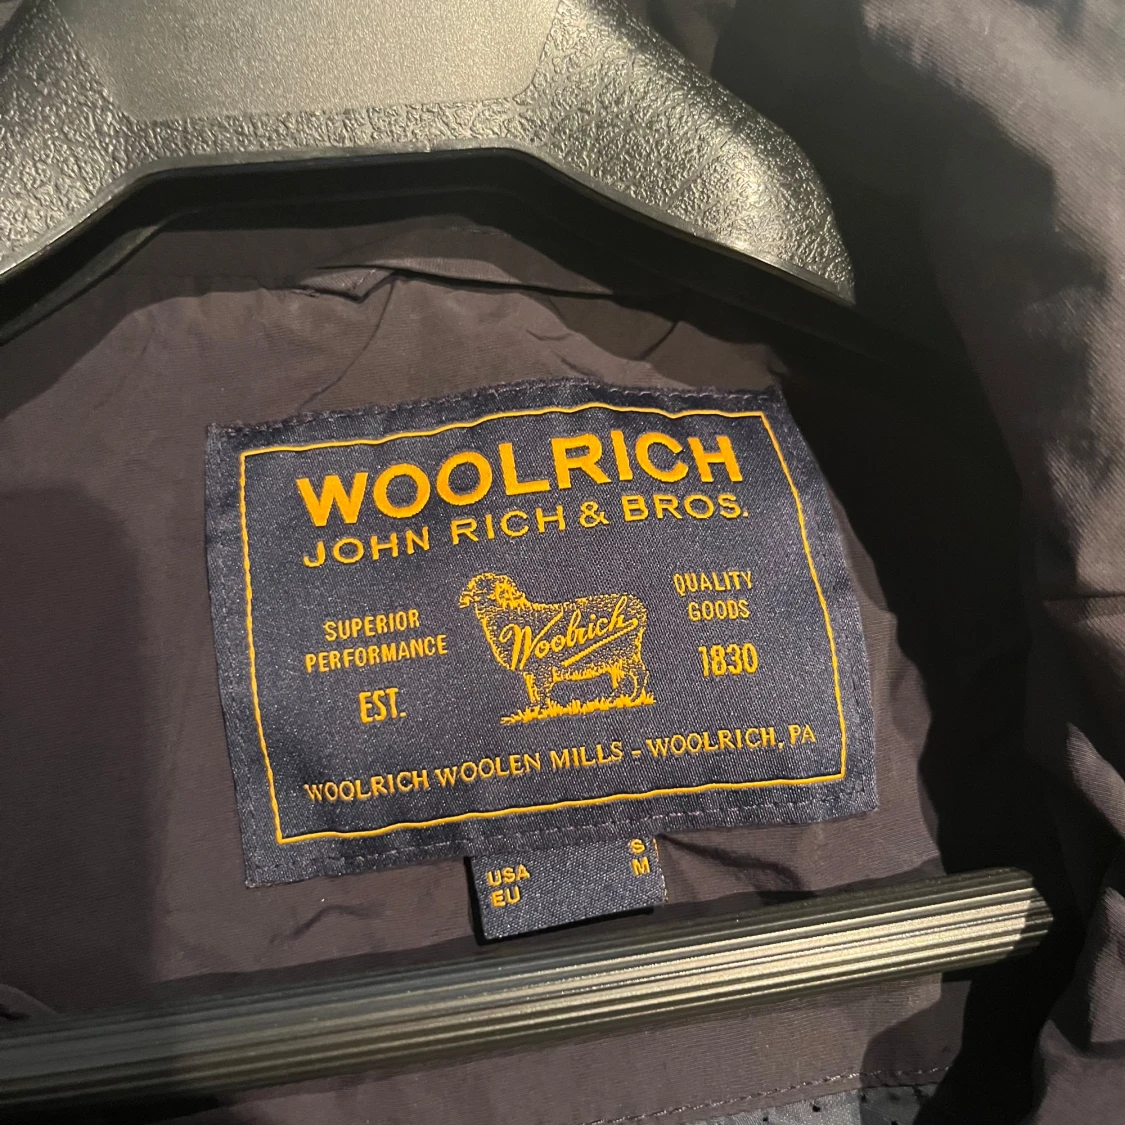 WOOLRICH
JOHN RICH & BROS.
SUPERIOR
PERFORMANCE
EST.
Woolrich
QUALITY
GOODS
1830
WOOLRICH WOOLEN MILLS - WOOLRICH, PA
USA S
EU M